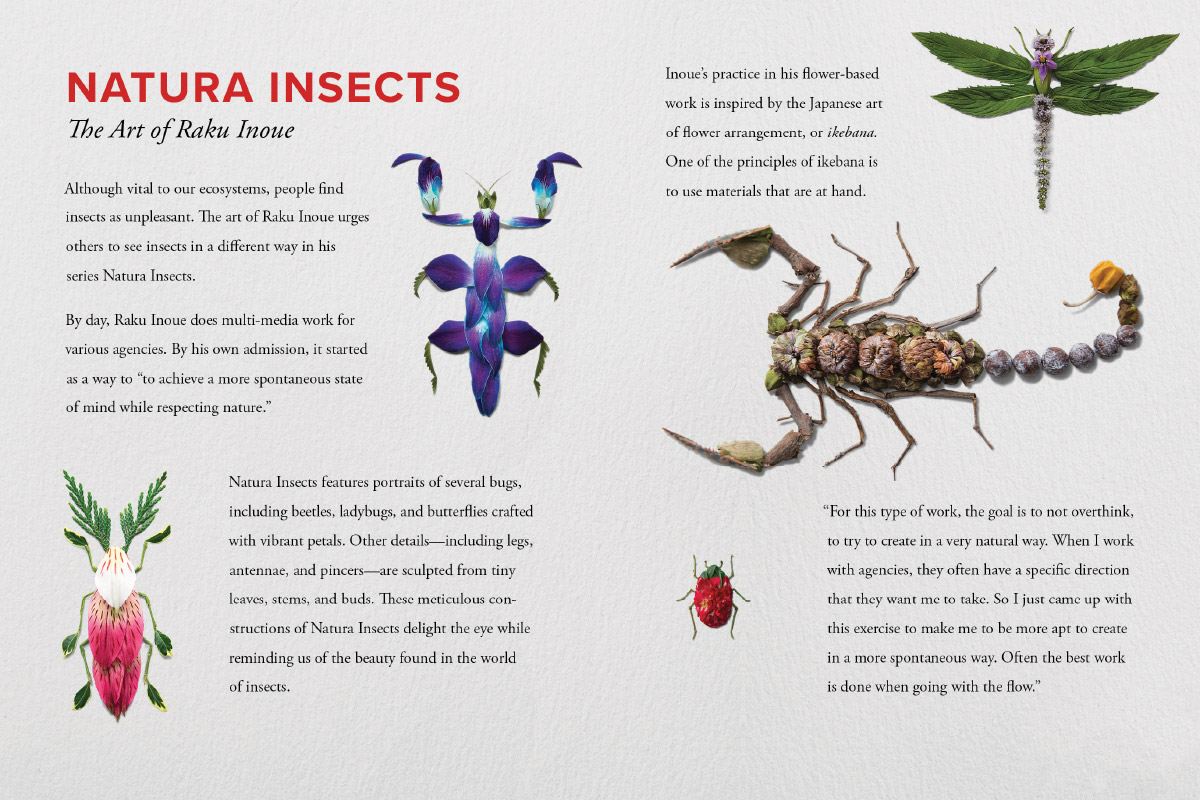 NATURA INSECTS
The Art of Raku Inoue
Although vital to our ecosystems, people find
insects as unpleasant. The art of Raku Inoue urges
others to see insects in a different way in his
series Natura Insects.
By day, Raku Inoue does multi-media work for
various agencies. By his own admission, it started
as a way to “to achieve a more spontaneous state
of mind while respecting nature.”
Natura Insects features portraits of several bugs,
including beetles, ladybugs, and butterflies crafted
with vibrant petals. Other details—including legs,
antennae, and pincers—are sculpted from tiny
leaves, stems, and buds. These meticulous con-
structions of Natura Insects delight the eye while
reminding us of the beauty found in the world
of insects.
Inoue’s practice in his flower-based
work is inspired by the Japanese art
of flower arrangement, or ikebana.
One of the principles of ikebana is
to use materials that are at hand.
“For this type of work, the goal is to not overthink,
to try to create in a very natural way. When I work
with agencies, they often have a specific direction
that they want me to take. So I just came up with
this exercise to make me to be more apt to create
in a more spontaneous way. Often the best work
is done when going with the flow.”